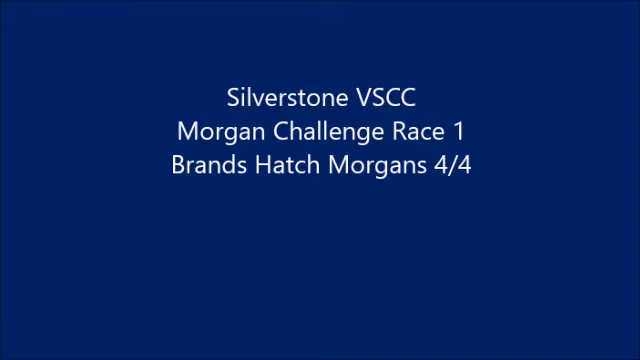 Silverstone VSCC
Morgan Challenge Race 1
Brands Hatch Morgans 4/4